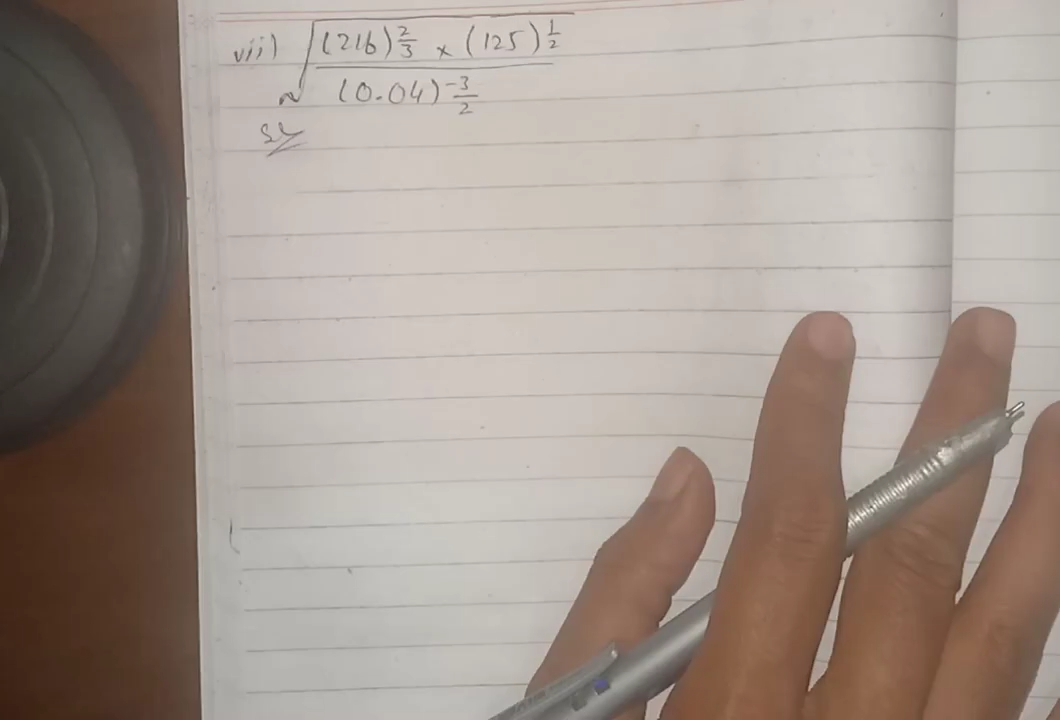 vii) √((216)^2/3 × (125)^1/2
(0.04)^-3/2
Sol